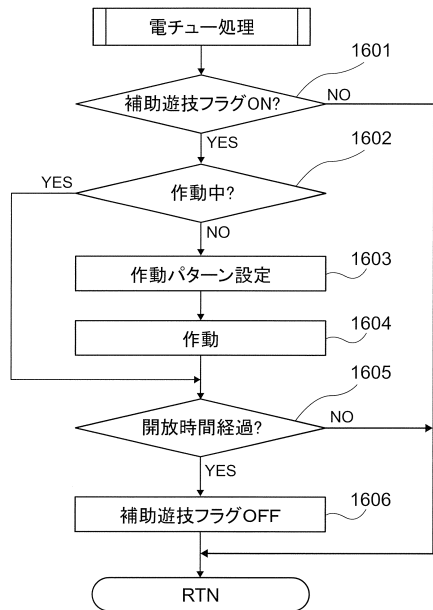 電チュー処理
1601
補助遊技フラグON?
NO
YES
1602
YES
作動中?
NO
1603
作動パターン設定
1604
作動
1605
開放時間経過?
NO
YES
1606
補助遊技フラグOFF
RTN